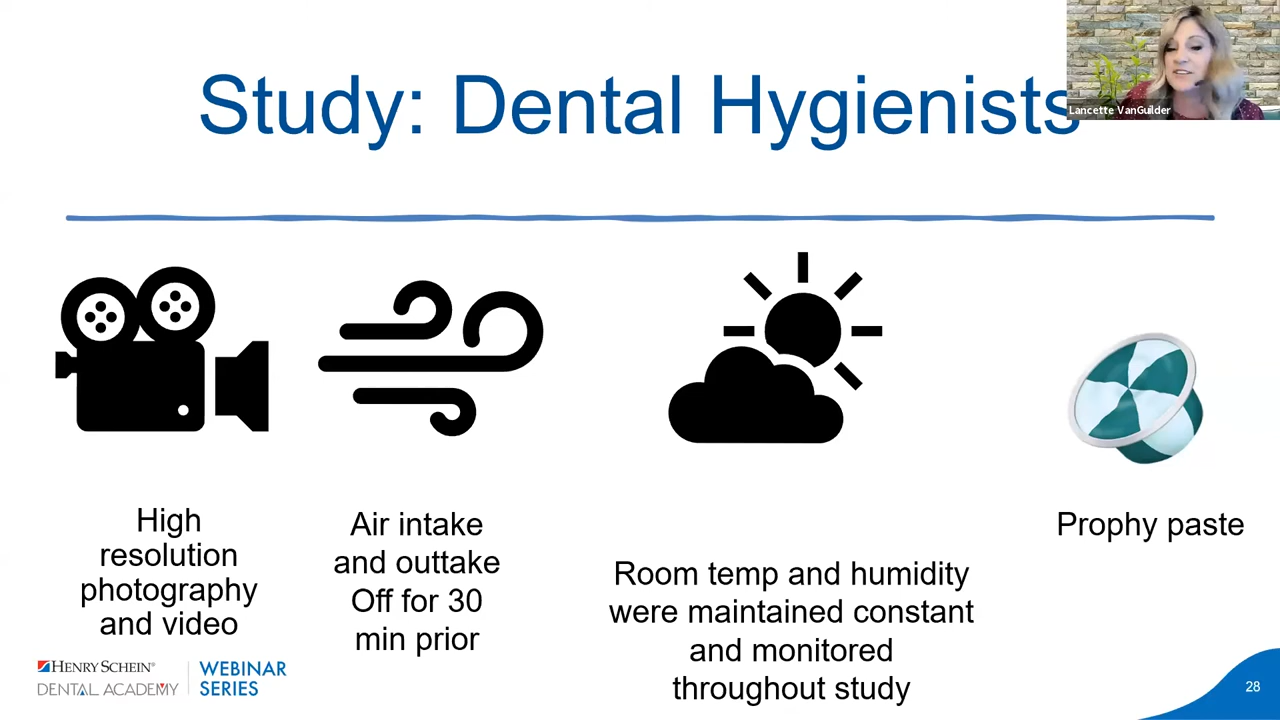 Study: Dental Hygienists
Lancette VanGuilder
High
resolution
photography
and video
Air intake
and outtake
Off for 30
min prior
Room temp and humidity
were maintained constant
and monitored
throughout study
Prophy paste
HENRY SCHEIN®
DENTAL ACADEMY
WEBINAR
SERIES
28